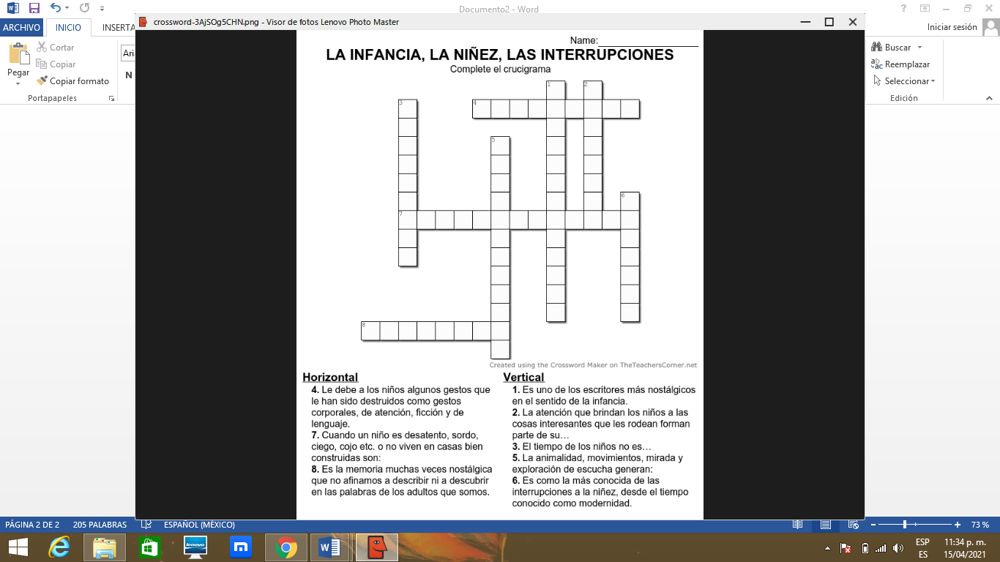 Documento2 - Word
ARCHIVO INICIO INSERTA
Iniciar sesión
Cortar
Copiar
Copiar formato
Pegar
Portapapeles
Ari
N
Buscar
Reemplazar
Seleccionar
Edición
crossword-3AjSOg5CHN.png - Visor de fotos Lenovo Photo Master
Name:
LA INFANCIA, LA NIÑEZ, LAS INTERRUPCIONES
Complete el crucigrama
1 2
3 4
5
6
7
8
Created using the Crossword Maker on TheTeachersCorner.net
Horizontal
4. Le debe a los niños algunos gestos que
le han sido destruidos como gestos
corporales, de atención, ficción y de
lenguaje.
7. Cuando un niño es desatento, sordo,
ciego, cojo etc. o no viven en casas bien
construidas son:
8. Es la memoria muchas veces nostálgica
que no afinamos a describir ni a descubrir
en las palabras de los adultos que somos.
Vertical
1. Es uno de los escritores más nostálgicos
en el sentido de la infancia.
2. La atención que brindan los niños a las
cosas interesantes que les rodean forman
parte de su…
3. El tiempo de los niños no es…
5. La animalidad, movimientos, mirada y
exploración de escucha generan:
6. Es como la más conocida de las
interrupciones a la niñez, desde el tiempo
conocido como modernidad.
PÁGINA 2 DE 2 205 PALABRAS ESPAÑOL (MÉXICO) 73 %
lenovo
ESP 11:34 p. m.
ES 15/04/2021